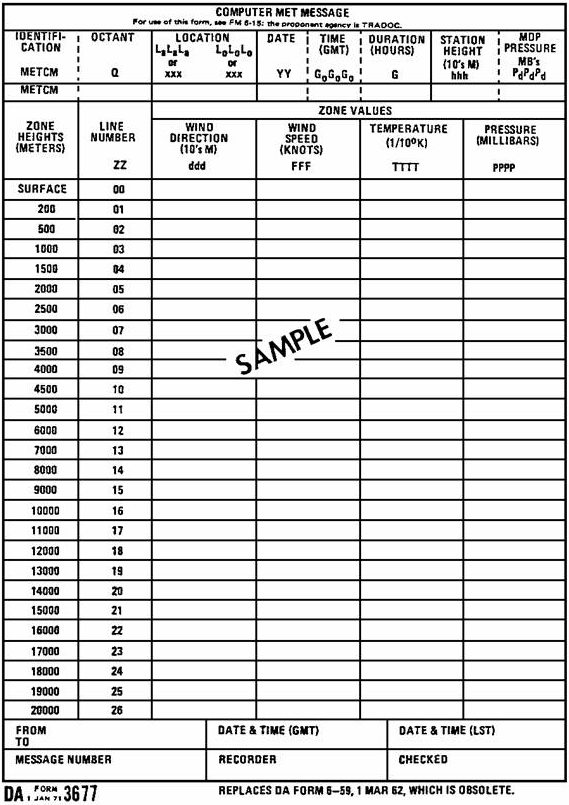 COMPUTER MET MESSAGE
For use of this form, see FM 6-15; the proponent agency is TRADOC.
IDENTIFI- OCTANT LOCATION DATE TIME DURATION STATION MDP
CATION LaLaLa LoLoLo (GMT) (HOURS) HEIGHT PRESSURE
or or (10's M) MB's
METCM Q xxx xxx YY GoGoGo G hhh PdPdPd
METCM
ZONE VALUES
ZONE LINE WIND WIND TEMPERATURE PRESSURE
HEIGHTS NUMBER DIRECTION SPEED (1/10°K) (MILLIBARS)
(METERS) (10's M) (KNOTS)
ZZ ddd FFF TTTT PPPP
SURFACE 00
200 01
500 02
1000 03
1500 04
2000 05
2500 06
3000 07
3500 08
SAMPLE
4000 09
4500 10
5000 11
6000 12
7000 13
8000 14
9000 15
10000 16
11000 17
12000 18
13000 19
14000 20
15000 21
16000 22
17000 23
18000 24
19000 25
20000 26
FROM DATE & TIME (GMT) DATE & TIME (LST)
TO
MESSAGE NUMBER RECORDER CHECKED
DA FORM 1 JAN 71 3677 REPLACES DA FORM 6-59, 1 MAR 62, WHICH IS OBSOLETE.